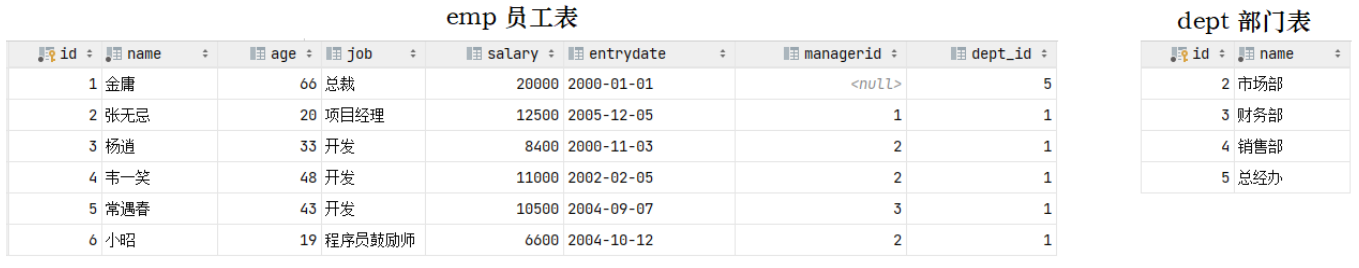 emp 员工表
id name age job salary entrydate managerid dept_id
1 金庸 66 总裁 20000 2000-01-01 <null> 5
2 张无忌 20 项目经理 12500 2005-12-05 1 1
3 杨逍 33 开发 8400 2000-11-03 2 1
4 韦一笑 48 开发 11000 2002-02-05 2 1
5 常遇春 43 开发 10500 2004-09-07 3 1
6 小昭 19 程序员鼓励师 6600 2004-10-12 2 1
dept 部门表
id name
2 市场部
3 财务部
4 销售部
5 总经办